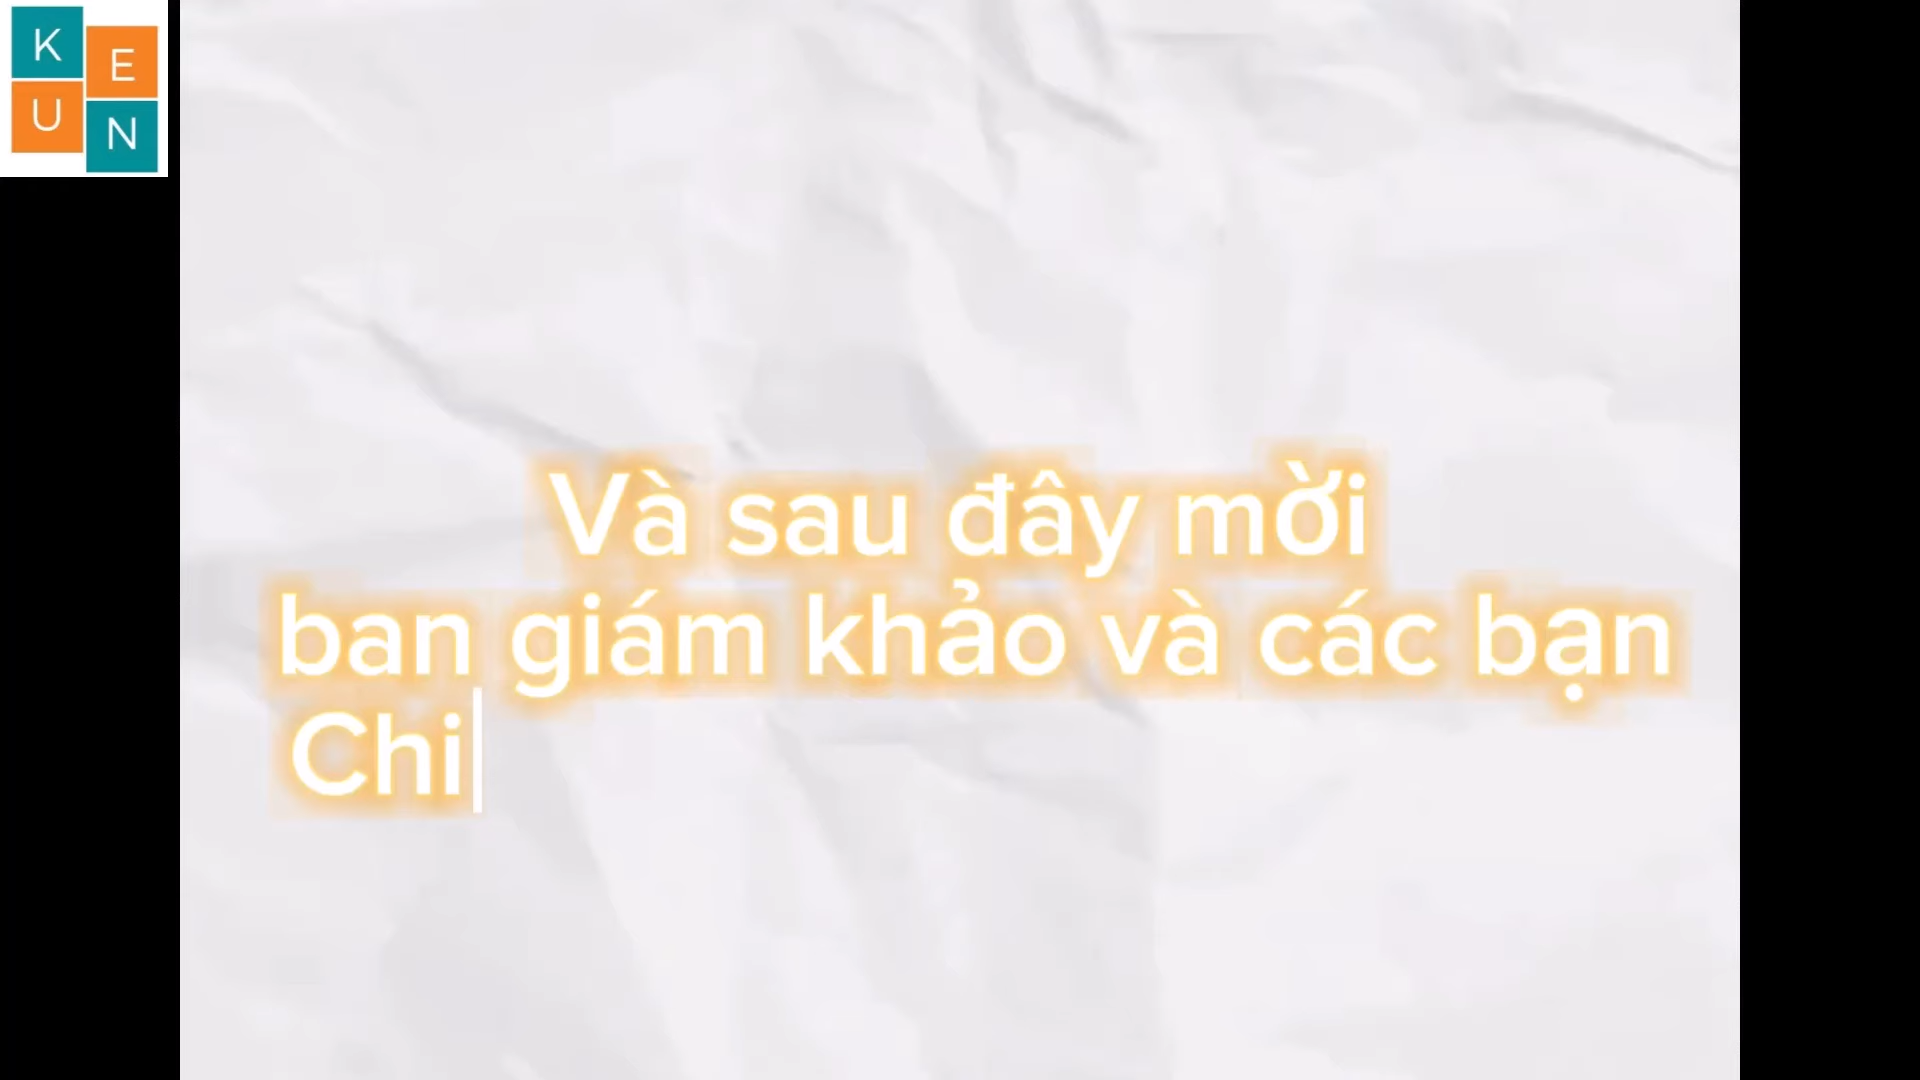 K
E
U
N
Và sau đây mời
ban giám khảo và các bạn
Chi